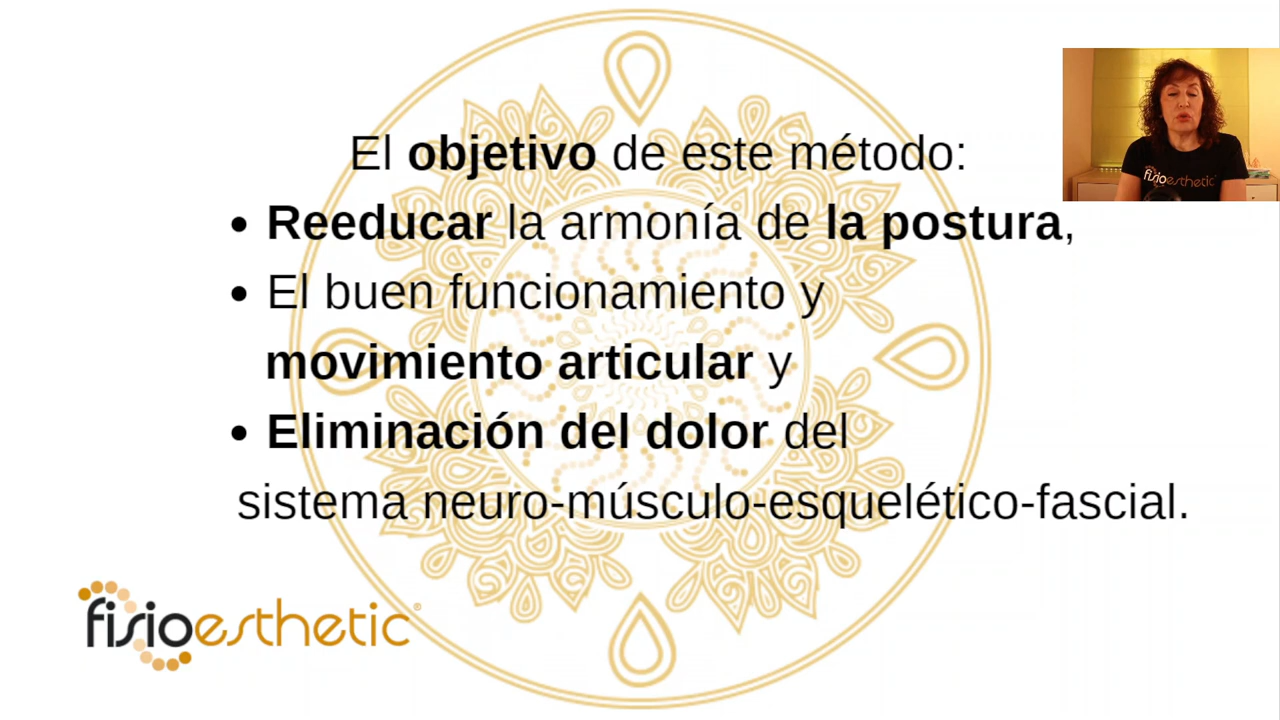 El objetivo de este método:
• Reeducar la armonía de la postura,
• El buen funcionamiento y
movimiento articular y
• Eliminación del dolor del
sistema neuro-músculo-esquelético-fascial.
fisioesthetic®
fisioesthetic